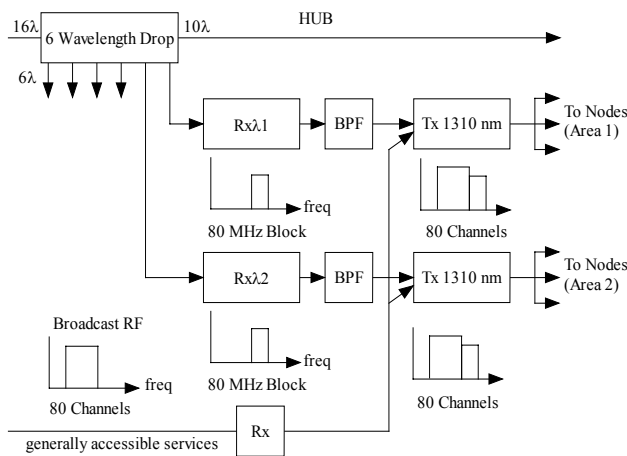 HUB
16λ
6 Wavelength Drop
10λ
6λ
Rxλ1
BPF
Tx 1310 nm
To Nodes
(Area 1)
freq
80 MHz Block
80 Channels
Rxλ2
BPF
Tx 1310 nm
To Nodes
(Area 2)
Broadcast RF
freq
80 Channels
freq
80 MHz Block
80 Channels
generally accessible services
Rx